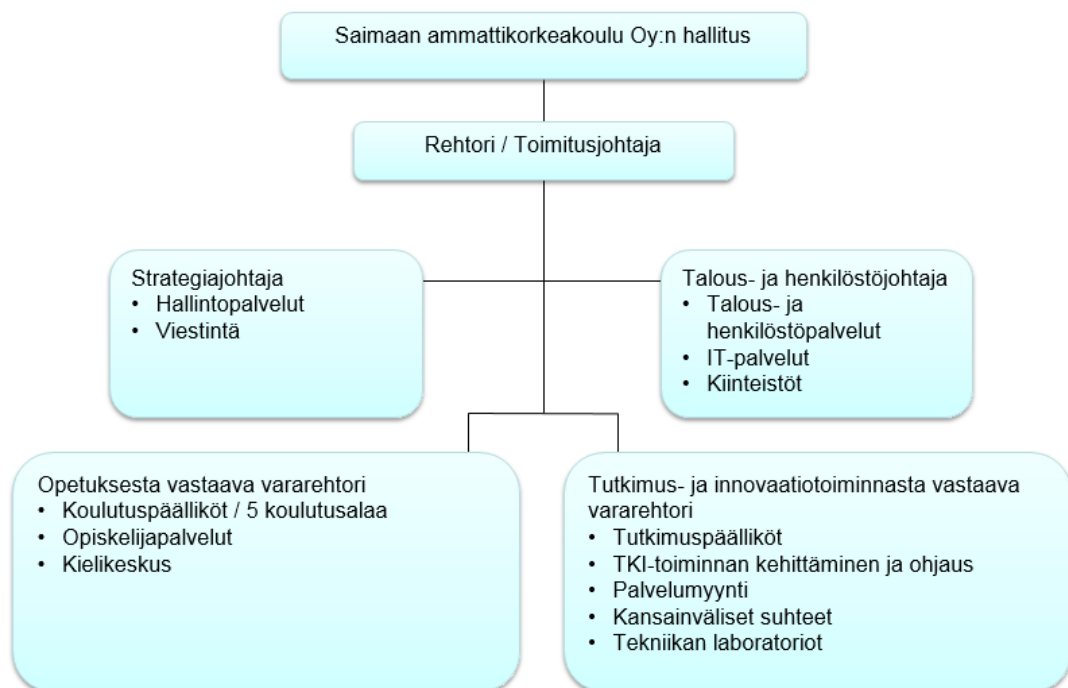 Saimaan ammattikorkeakoulu Oy:n hallitus
Rehtori / Toimitusjohtaja
Strategiajohtaja
• Hallintopalvelut
• Viestintä
Talous- ja henkilöstöjohtaja
• Talous- ja
henkilöstöpalvelut
• IT-palvelut
• Kiinteistöt
Opetuksesta vastaava vararehtori
• Koulutuspäälliköt / 5 koulutusalaa
• Opiskelijapalvelut
• Kielikeskus
Tutkimus- ja innovaatiotoiminnasta vastaava
vararehtori
• Tutkimuspäälliköt
• TKI-toiminnan kehittäminen ja ohjaus
• Palvelumyynti
• Kansainväliset suhteet
• Tekniikan laboratoriot